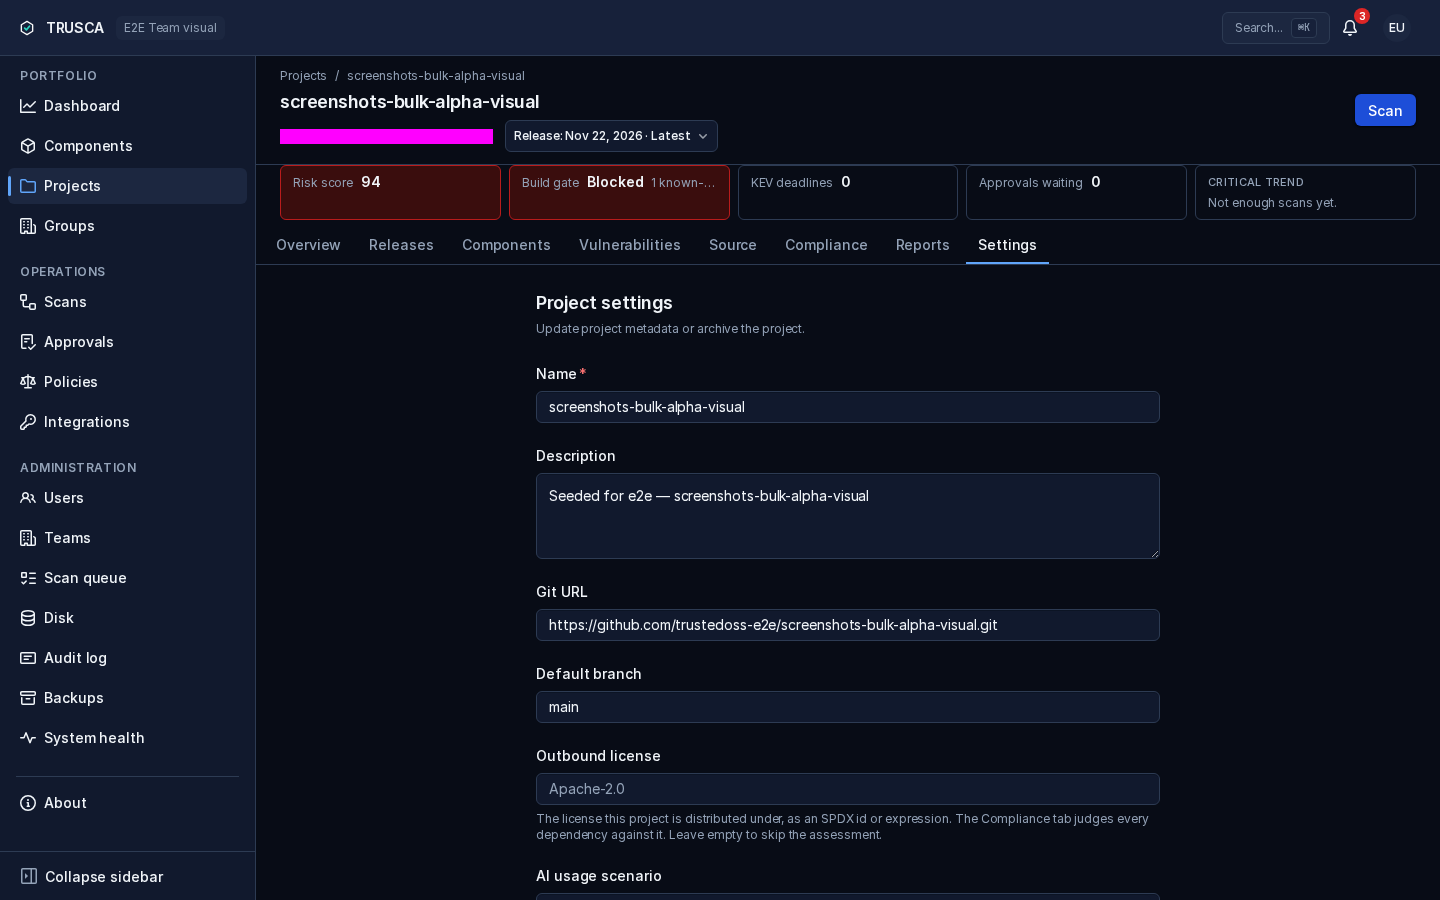 TRUSCA
E2E Team visual
Search...
⌘K
3
EU
PORTFOLIO
Dashboard
Components
Projects
Groups
OPERATIONS
Scans
Approvals
Policies
Integrations
ADMINISTRATION
Users
Teams
Scan queue
Disk
Audit log
Backups
System health
About
Collapse sidebar
Projects / screenshots-bulk-alpha-visual
screenshots-bulk-alpha-visual
Release: Nov 22, 2026 · Latest
Scan
Risk score 94
Build gate Blocked 1 known-...
KEV deadlines 0
Approvals waiting 0
CRITICAL TREND
Not enough scans yet.
Overview
Releases
Components
Vulnerabilities
Source
Compliance
Reports
Settings
Project settings
Update project metadata or archive the project.
Name *
screenshots-bulk-alpha-visual
Description
Seeded for e2e — screenshots-bulk-alpha-visual
Git URL
https://github.com/trustedoss-e2e/screenshots-bulk-alpha-visual.git
Default branch
main
Outbound license
Apache-2.0
The license this project is distributed under, as an SPDX id or expression. The Compliance tab judges every
dependency against it. Leave empty to skip the assessment.
AI usage scenario